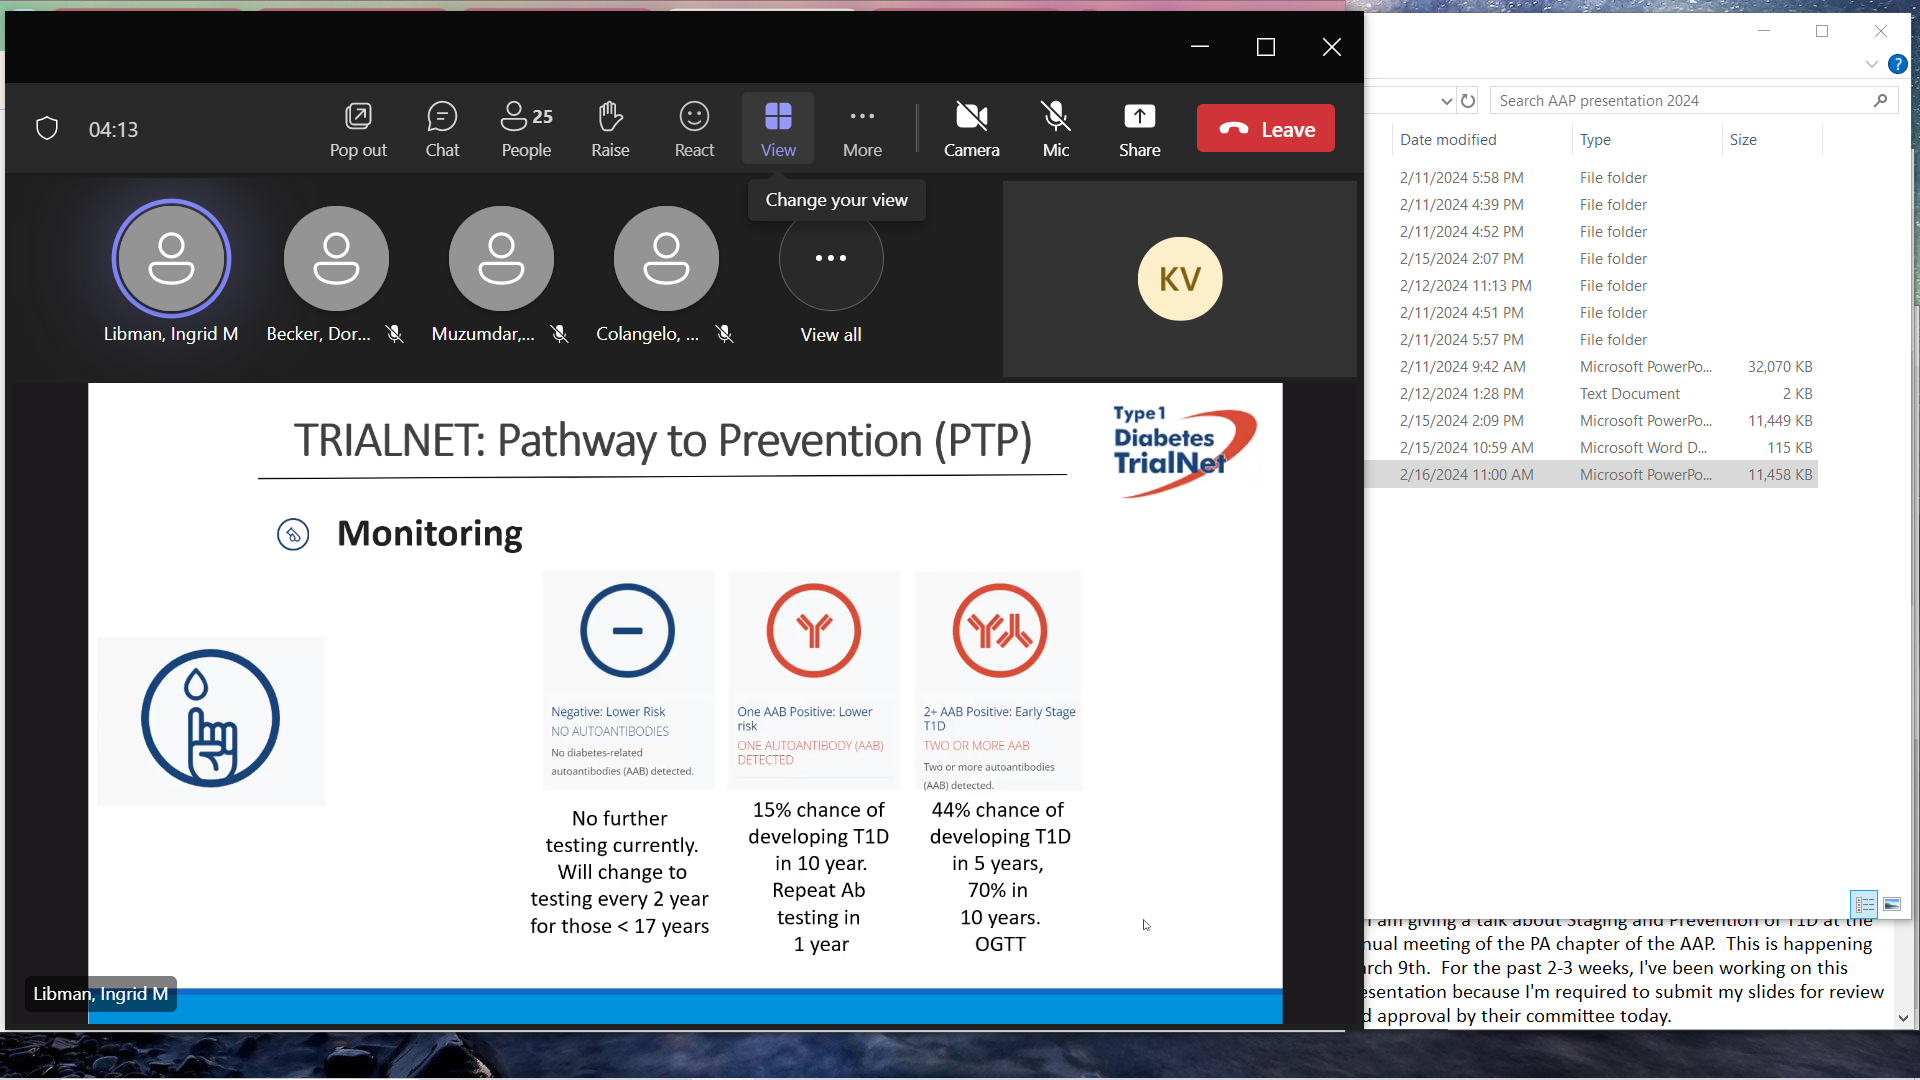 04:13
Pop out
Chat
25
People
Raise
React
View
More
Camera
Mic
Share
Leave
Change your view
Libman, Ingrid M
Becker, Dor...
Muzumdar,...
Colangelo, ...
View all
KV
TRIALNET: Pathway to Prevention (PTP)
Type 1
Diabetes
TrialNet
Monitoring
Negative: Lower Risk
NO AUTOANTIBODIES
No diabetes-related
autoantibodies (AAB) detected.
No further
testing currently.
Will change to
testing every 2 year
for those < 17 years
One AAB Positive: Lower
risk
ONE AUTOANTIBODY (AAB)
DETECTED
15% chance of
developing T1D
in 10 year.
Repeat Ab
testing in
1 year
2+ AAB Positive: Early Stage
T1D
TWO OR MORE AAB
Two or more autoantibodies
(AAB) detected.
44% chance of
developing T1D
in 5 years,
70% in
10 years.
OGTT
Libman, Ingrid M
?
Search AAP presentation 2024
Date modified Type Size
2/11/2024 5:58 PM File folder
2/11/2024 4:39 PM File folder
2/11/2024 4:52 PM File folder
2/15/2024 2:07 PM File folder
2/12/2024 11:13 PM File folder
2/11/2024 4:51 PM File folder
2/11/2024 5:57 PM File folder
2/11/2024 9:42 AM Microsoft PowerPo... 32,070 KB
2/12/2024 1:28 PM Text Document 2 KB
2/15/2024 2:09 PM Microsoft PowerPo... 11,449 KB
2/15/2024 10:59 AM Microsoft Word D... 115 KB
2/16/2024 11:00 AM Microsoft PowerPo... 11,458 KB
I am giving a talk about Staging and Prevention of T1D at the
nual meeting of the PA chapter of the AAP. This is happening
rch 9th. For the past 2-3 weeks, I've been working on this
esentation because I'm required to submit my slides for review
d approval by their committee today.